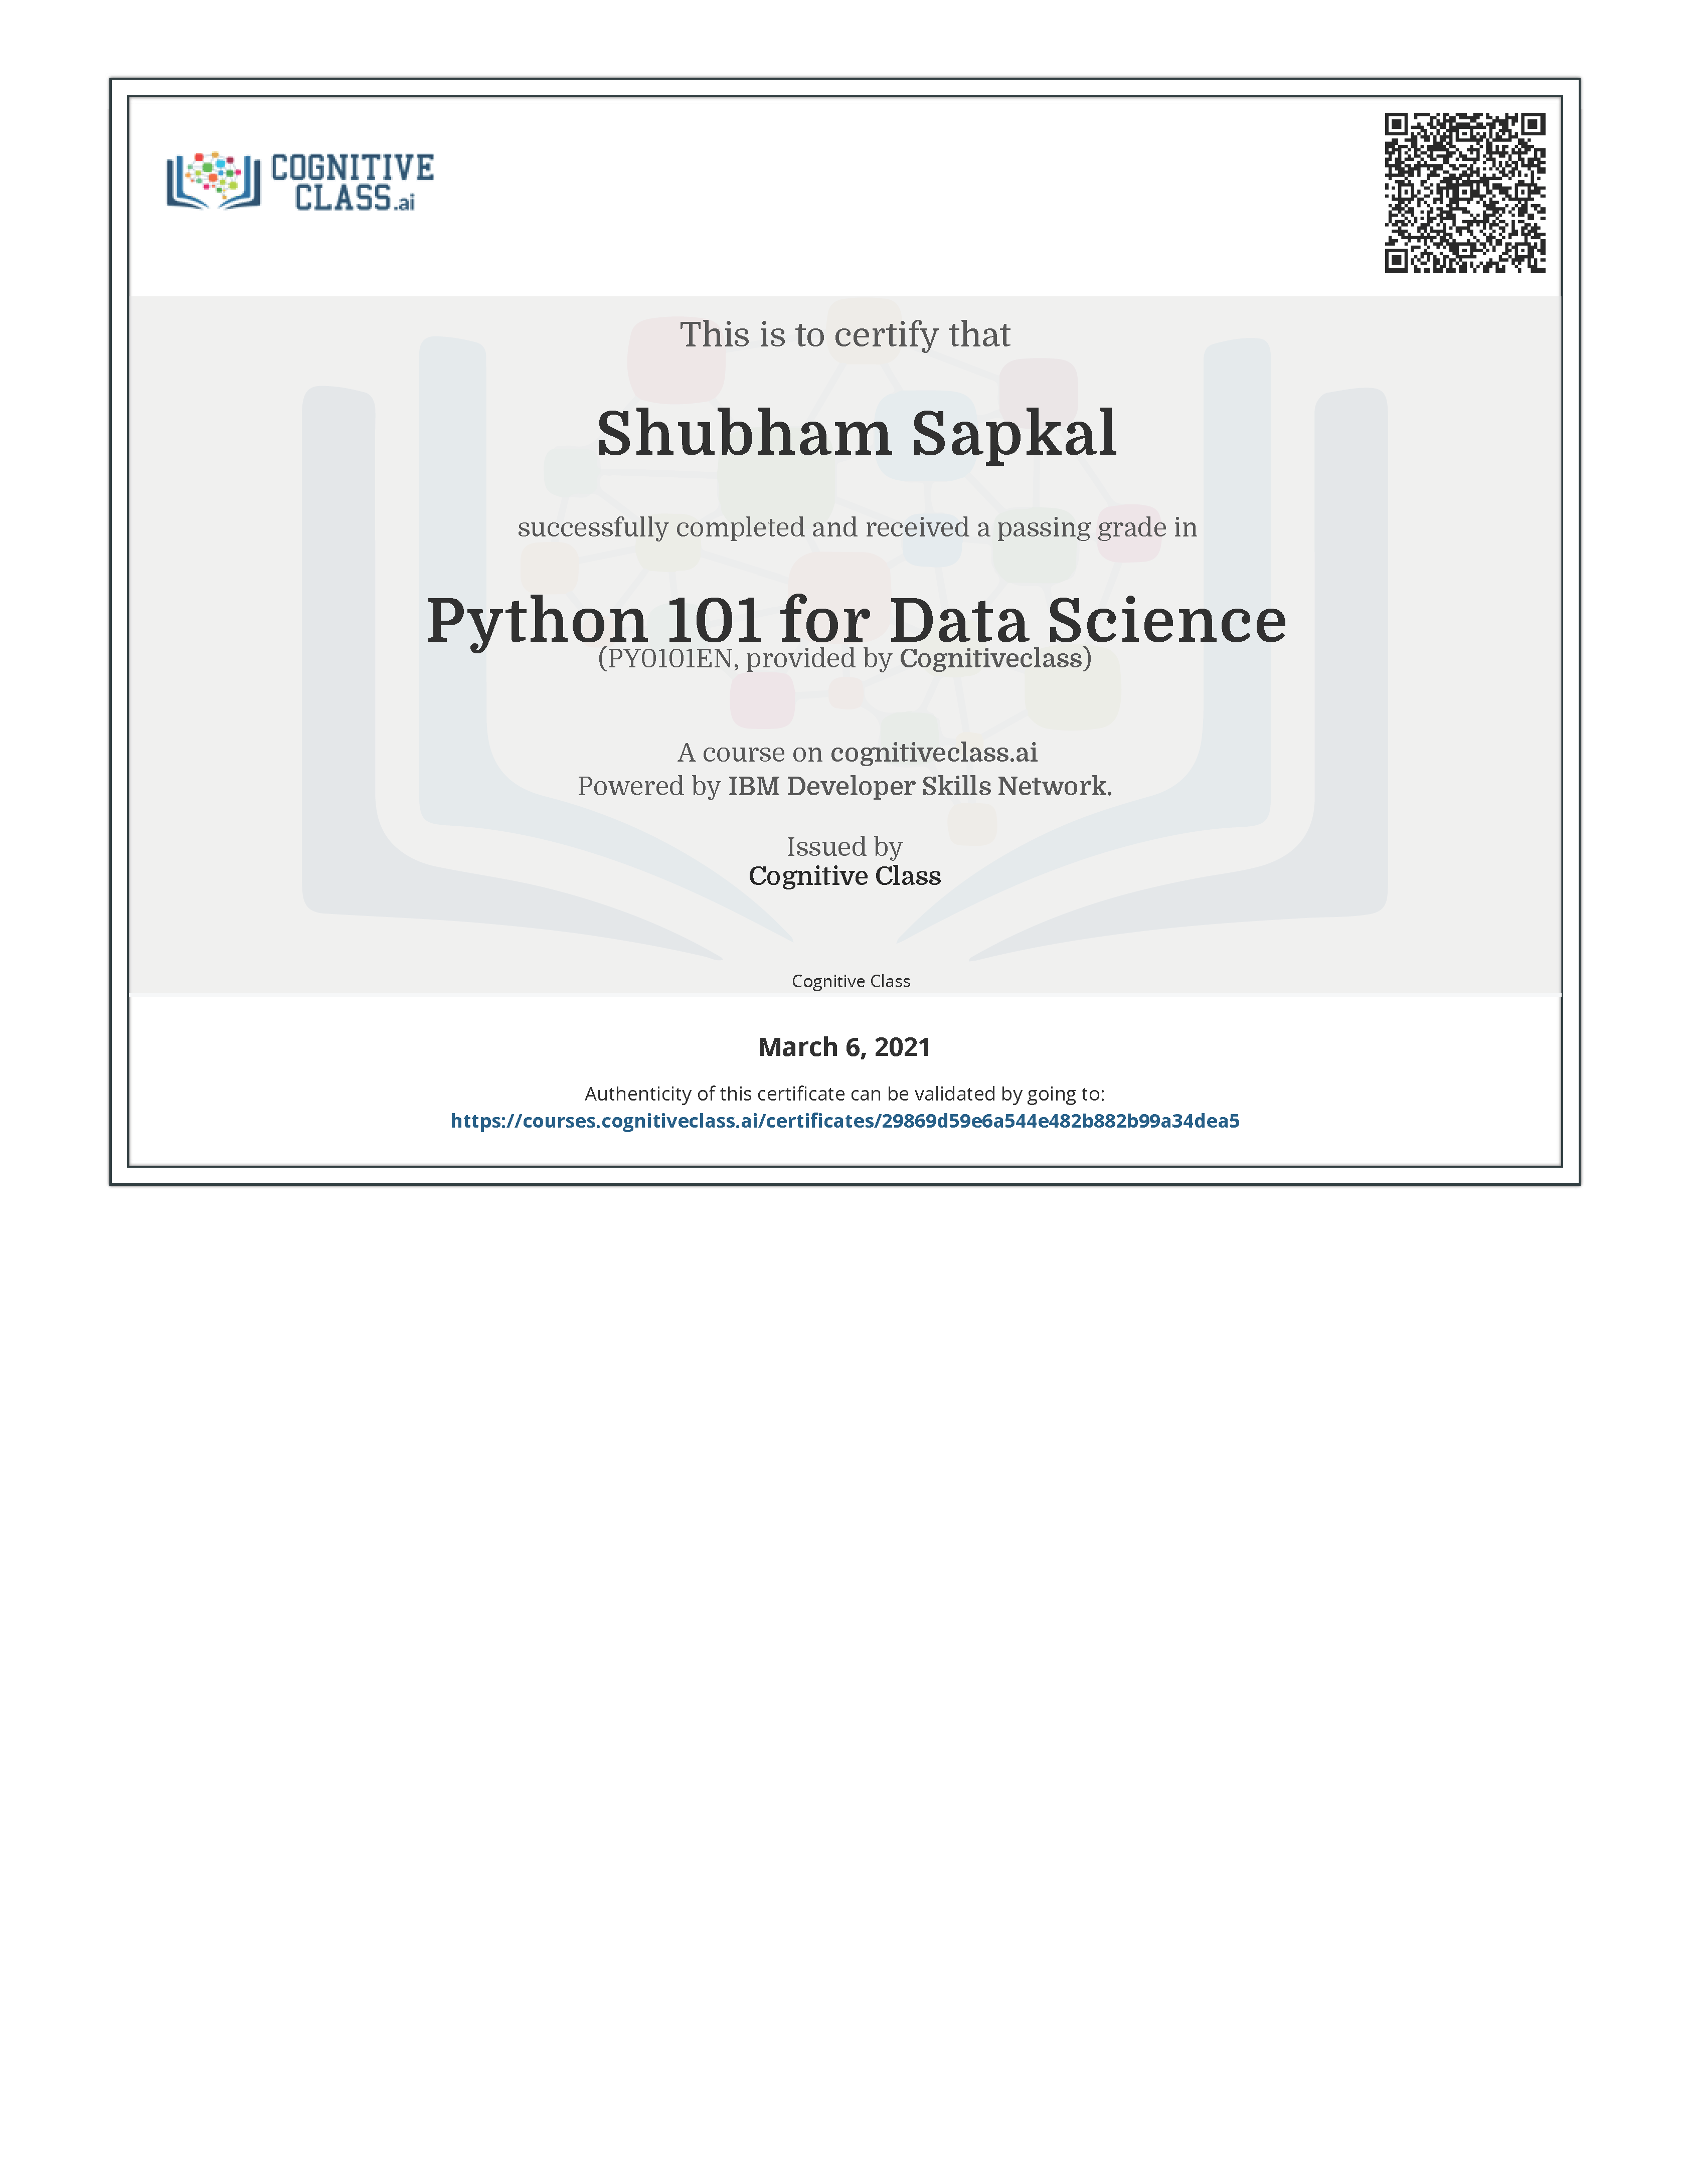 COGNITIVE
CLASS.ai
This is to certify that
Shubham Sapkal
successfully completed and received a passing grade in
Python 101 for Data Science
(PY0101EN, provided by Cognitiveclass)
A course on cognitiveclass.ai
Powered by IBM Developer Skills Network.
Issued by
Cognitive Class
Cognitive Class
March 6, 2021
Authenticity of this certificate can be validated by going to:
https://courses.cognitiveclass.ai/certificates/29869d59e6a544e482b882b99a34dea5